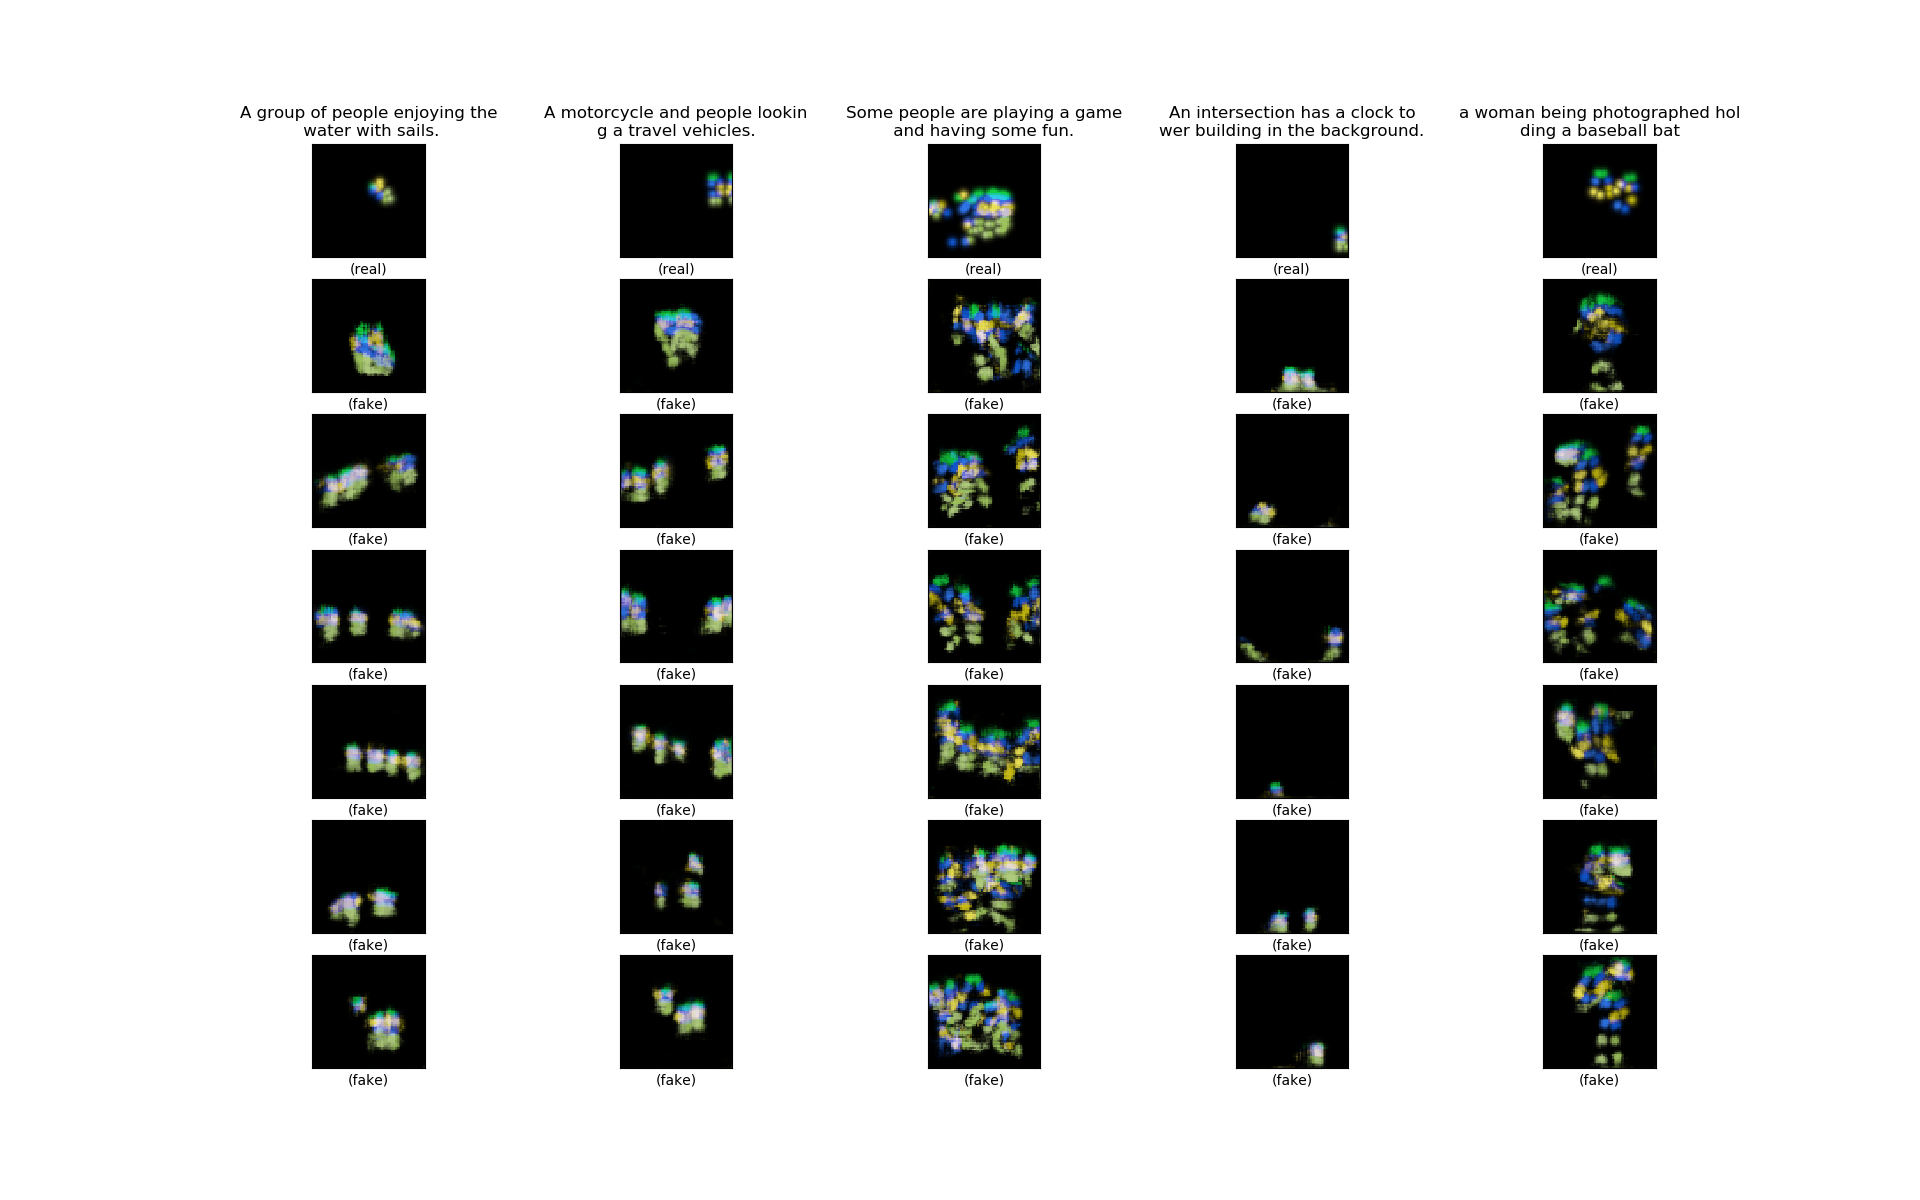 A group of people enjoying the
water with sails.
A motorcycle and people lookin
g a travel vehicles.
Some people are playing a game
and having some fun.
An intersection has a clock to
wer building in the background.
a woman being photographed hol
ding a baseball bat
(real) (real) (real) (real) (real)
(fake) (fake) (fake) (fake) (fake)
(fake) (fake) (fake) (fake) (fake)
(fake) (fake) (fake) (fake) (fake)
(fake) (fake) (fake) (fake) (fake)
(fake) (fake) (fake) (fake) (fake)
(fake) (fake) (fake) (fake) (fake)